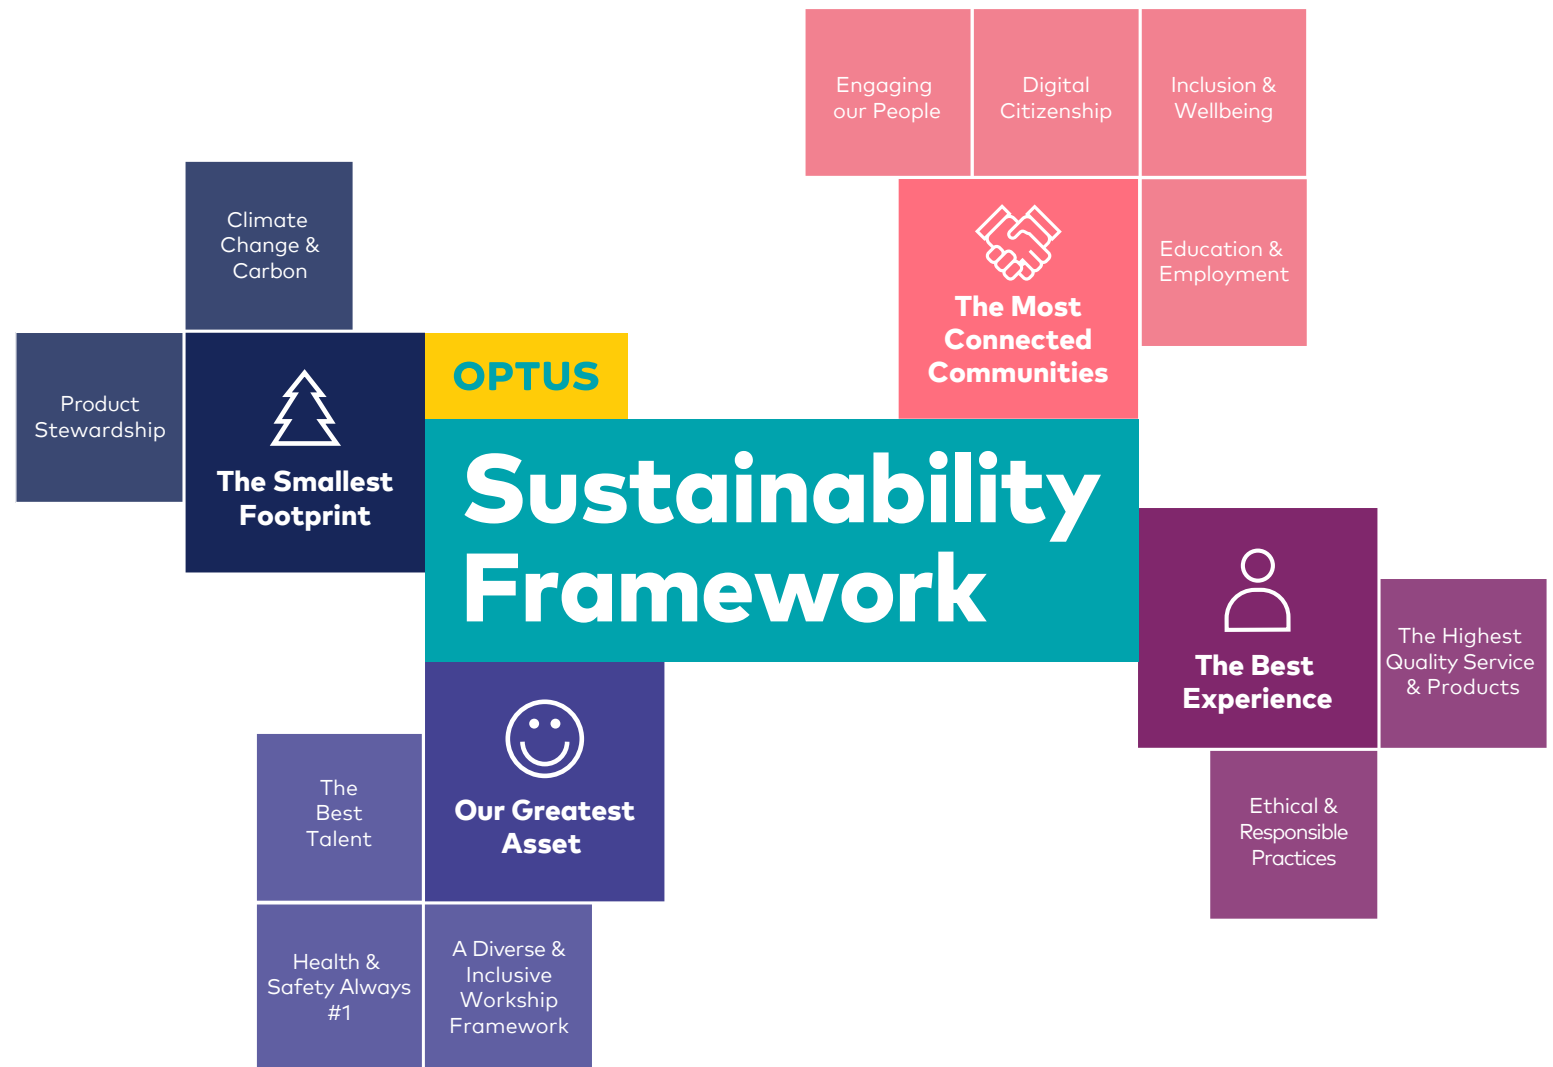 Engaging
our People
Digital
Citizenship
Inclusion &
Wellbeing
Climate
Change &
Carbon
Education &
Employment
The Most
Connected
Communities
Product
Stewardship
The Smallest
Footprint
OPTUS
Sustainability
Framework
The Best
Experience
The Highest
Quality Service
& Products
Ethical &
Responsible
Practices
The
Best
Talent
Our Greatest
Asset
Health &
Safety Always
#1
A Diverse &
Inclusive
Workship
Framework